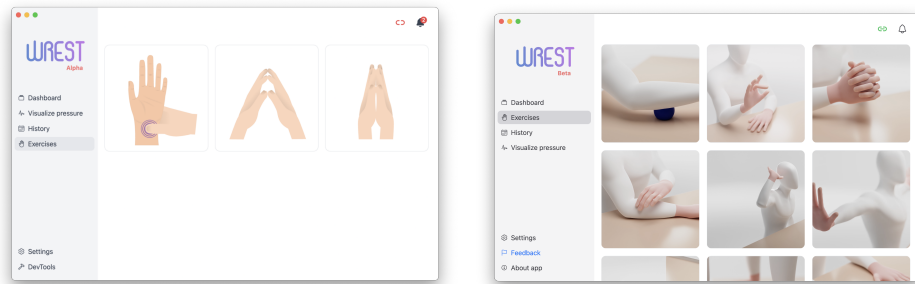 WREST
Alpha
Dashboard
Visualize pressure
History
Exercises
Settings
DevTools
2
WREST
Beta
Dashboard
Exercises
History
Visualize pressure
Settings
Feedback
About app